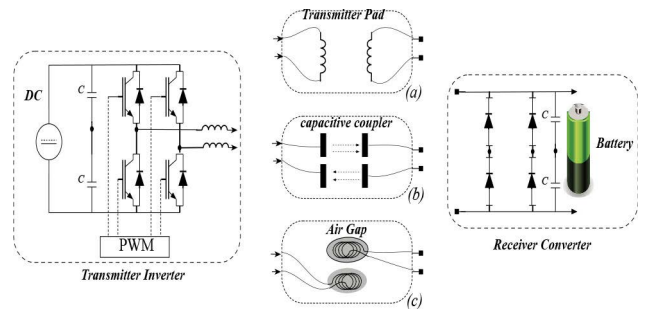 DC
C
C
PWM
Transmitter Inverter
Transmitter Pad
(a)
capacitive coupler
(b)
Air Gap
(c)
C
C
Battery
Receiver Converter